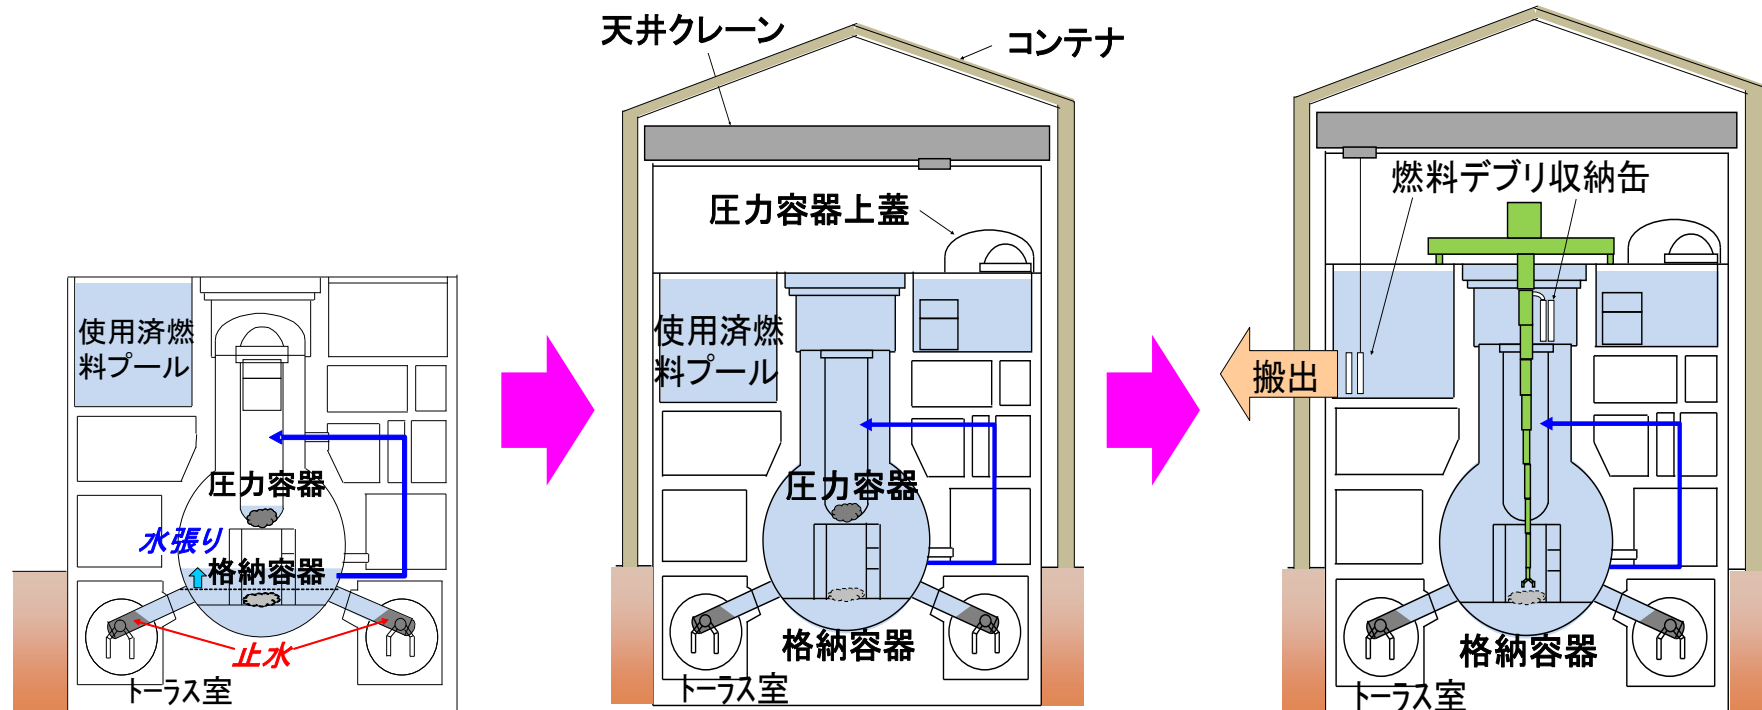 使用済燃
料プール
圧力容器
水張り
格納容器
止水
トーラス室
天井クレーン
コンテナ
圧力容器上蓋
使用済燃
料プール
圧力容器
格納容器
トーラス室
燃料デブリ収納缶
搬出
格納容器
トーラス室